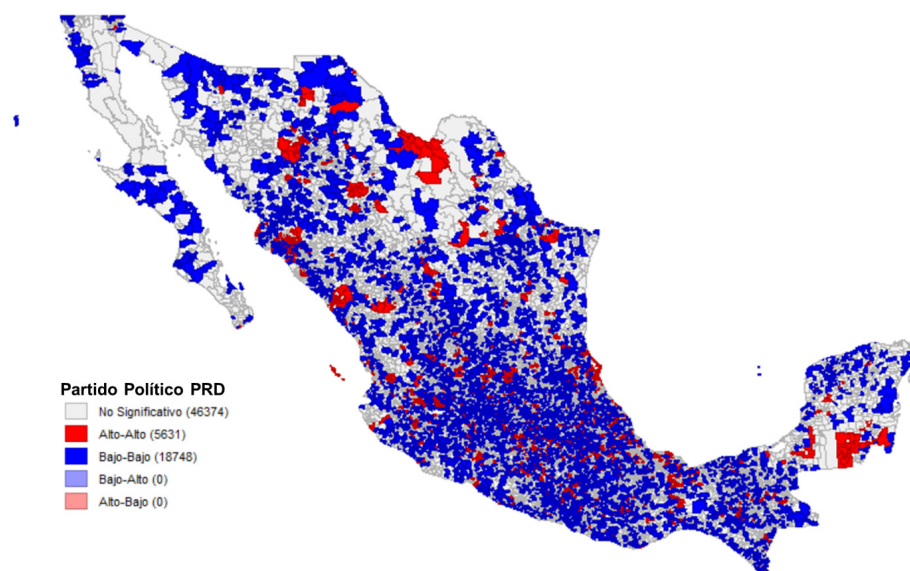 Partido Político PRD
No Significativo (46374)
Alto-Alto (5631)
Bajo-Bajo (18748)
Bajo-Alto (0)
Alto-Bajo (0)